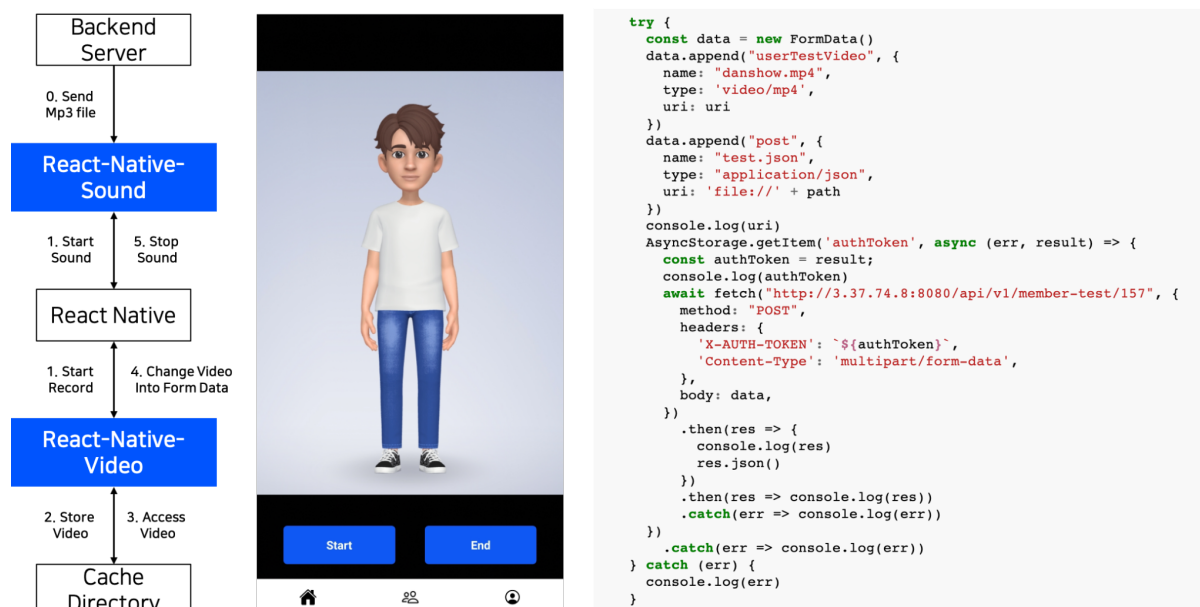 Backend
Server
0. Send
Mp3 file
React-Native-
Sound
1. Start
Sound
5. Stop
Sound
React Native
1. Start
Record
4. Change Video
Into Form Data
React-Native-
Video
2. Store
Video
3. Access
Video
Cache
Directory
Start
End
try {
  const data = new FormData()
  data.append("userTestVideo", {
    name: "danshow.mp4",
    type: 'video/mp4',
    uri: uri
  })
  data.append("post", {
    name: "test.json",
    type: "application/json",
    uri: 'file://' + path
  })
  console.log(uri)
  AsyncStorage.getItem('authToken', async (err, result) => {
    const authToken = result;
    console.log(authToken)
    await fetch("http://3.37.74.8:8080/api/v1/member-test/157", {
      method: "POST",
      headers: {
        'X-AUTH-TOKEN': `${authToken}`,
        'Content-Type': 'multipart/form-data',
      },
      body: data,
    })
      .then(res => {
        console.log(res)
        res.json()
      })
      .then(res => console.log(res))
      .catch(err => console.log(err))
  })
    .catch(err => console.log(err))
} catch (err) {
  console.log(err)
}